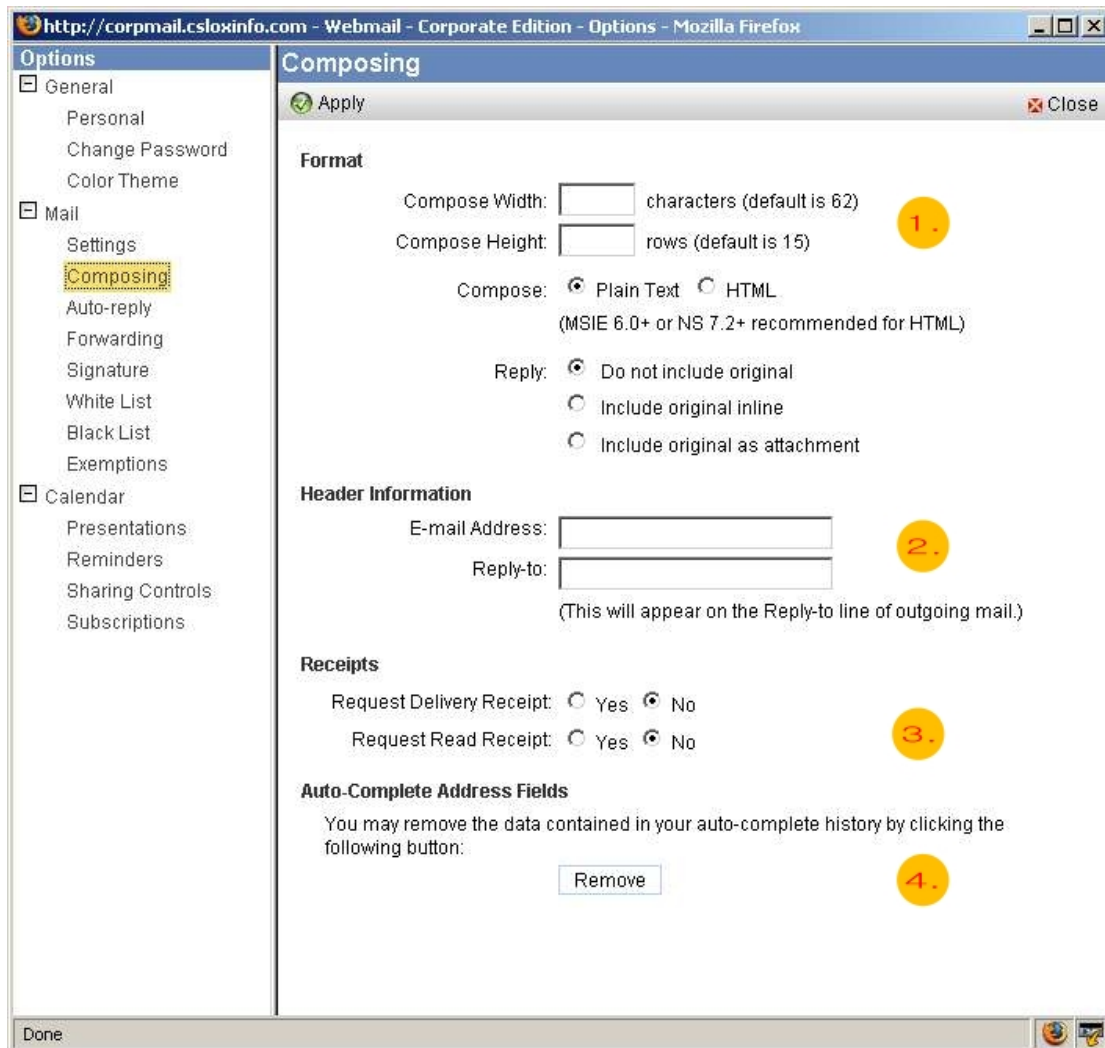 http://corpmail.csloxinfo.com - Webmail - Corporate Edition - Options - Mozilla Firefox
Options
General
Personal
Change Password
Color Theme
Mail
Settings
Composing
Auto-reply
Forwarding
Signature
White List
Black List
Exemptions
Calendar
Presentations
Reminders
Sharing Controls
Subscriptions
Composing
Apply
Close
Format
Compose Width: characters (default is 62)
1.
Compose Height: rows (default is 15)
Compose: Plain Text HTML
(MSIE 6.0+ or NS 7.2+ recommended for HTML)
Reply: Do not include original
Include original inline
Include original as attachment
Header Information
E-mail Address:
2.
Reply-to:
(This will appear on the Reply-to line of outgoing mail.)
Receipts
Request Delivery Receipt: Yes No
3.
Request Read Receipt: Yes No
Auto-Complete Address Fields
You may remove the data contained in your auto-complete history by clicking the
following button:
Remove
4.
Done